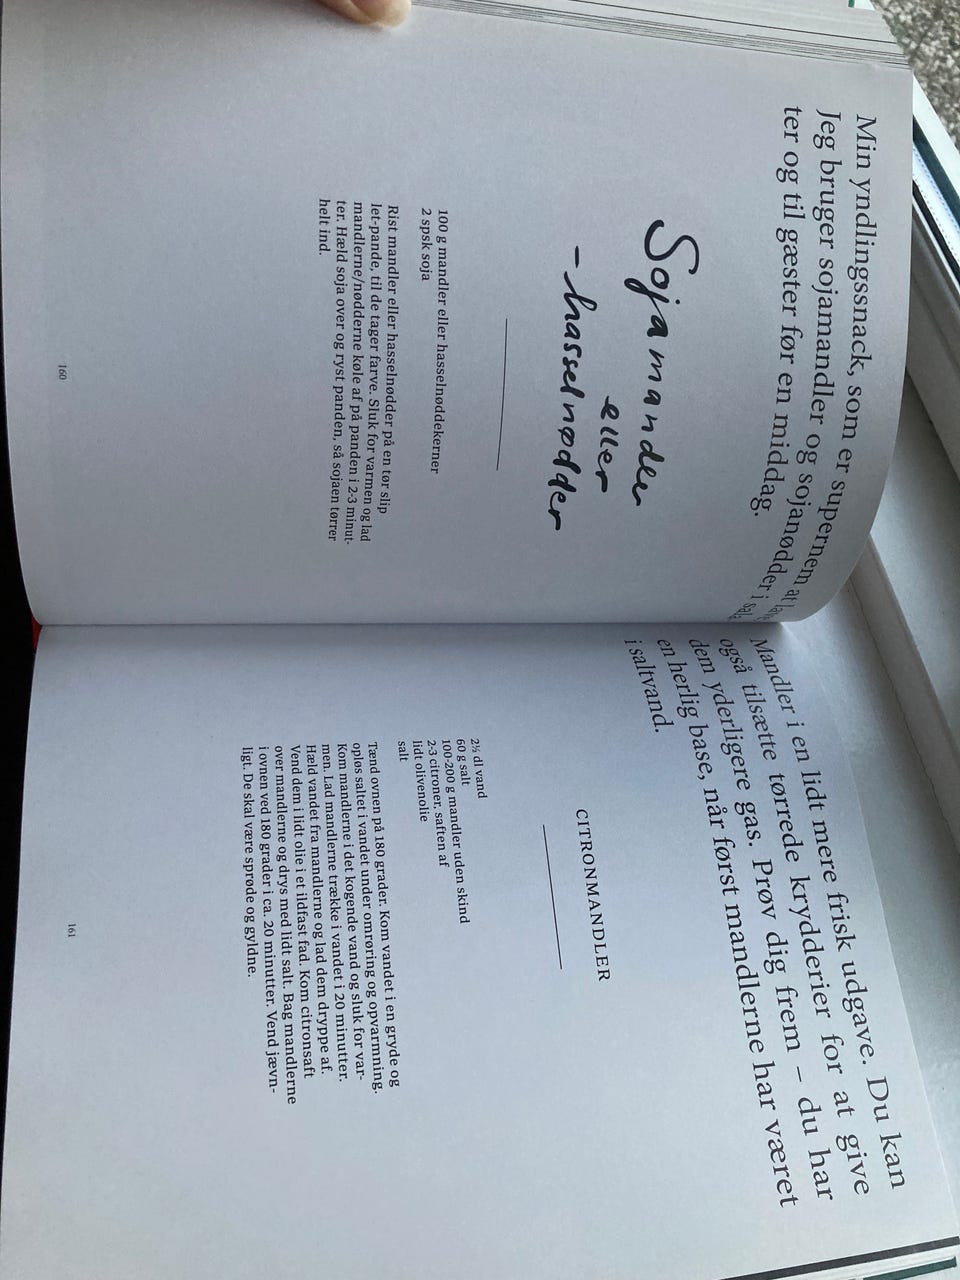 Min yndlingssnack, som er supernem at lave.
Jeg bruger sojamandler og sojanødder i sala-
ter og til gæster før en middag.
Sojamandler
eller
-hasselnødder
100 g mandler eller hasselnøddekerner
2 spsk soja
Rist mandler eller hasselnødder på en tør slip
let-pande, til de tager farve. Sluk for varmen og lad
mandlerne/nødderne køle af på panden i 2-3 minut-
ter. Hæld soja over og ryst panden, så sojaen tørrer
helt ind.
160
Mandler i en lidt mere frisk udgave. Du kan
også tilsætte tørrede krydderier for at give
dem yderligere gas. Prøv dig frem – du har
en herlig base, når først mandlerne har været
i saltvand.
CITRONMANDLER
2½ dl vand
60 g salt
100-200 g mandler uden skind
2-3 citroner, saften af
lidt olivenolie
salt
Tænd ovnen på 180 grader. Kom vandet i en gryde og
opløs saltet i vandet under omrøring og opvarmning.
Kom mandlerne i det kogende vand og sluk for var-
men. Lad mandlerne trække i vandet i 20 minutter.
Hæld vandet fra mandlerne og lad dem dryppe af.
Vend dem i lidt olie i et ildfast fad. Kom citronsaft
over mandlerne og drys med lidt salt. Bag mandlerne
i ovnen ved 180 grader i ca. 20 minutter. Vend jævn-
ligt. De skal være sprøde og gyldne.
161